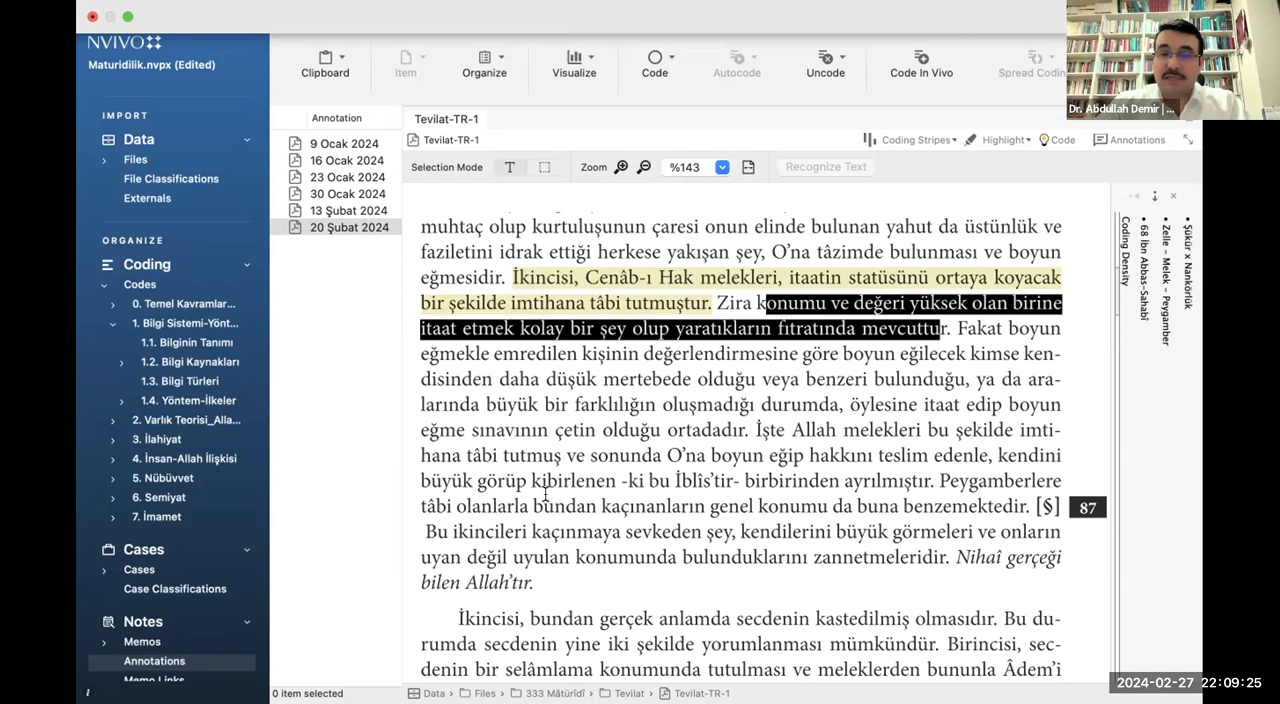 NVIVO
Maturidilik.nvpx (Edited)
IMPORT
Data
Files
File Classifications
Externals
ORGANIZE
Coding
Codes
0. Temel Kavramlar...
1. Bilgi Sistemi-Yönt...
1.1. Bilginin Tanımı
1.2. Bilgi Kaynakları
1.3. Bilgi Türleri
1.4. Yöntem-İlkeler
2. Varlık Teorisi_Alla...
3. İlahiyat
4. İnsan-Allah İlişkisi
5. Nübüvvet
6. Semiyat
7. İmamet
Cases
Cases
Case Classifications
Notes
Memos
Annotations
Memo Links
Clipboard
Item
Organize
Visualize
Code
Autocode
Uncode
Code In Vivo
Spread Codin
Dr. Abdullah Demir | ...
Annotation
9 Ocak 2024
16 Ocak 2024
23 Ocak 2024
30 Ocak 2024
13 Şubat 2024
20 Şubat 2024
0 item selected
Tevilat-TR-1
Tevilat-TR-1
Coding Stripes
Highlight
Code
Annotations
Selection Mode
T
Zoom
%143
Recognize Text
muhtaç olup kurtuluşunun çaresi onun elinde bulunan yahut da üstünlük ve
faziletini idrak ettiği herkese yakışan şey, O’na tâzimde bulunması ve boyun
eğmesidir. İkincisi, Cenâb-ı Hak melekleri, itaatin statüsünü ortaya koyacak
bir şekilde imtihana tâbi tutmuştur. Zira konumu ve değeri yüksek olan birine
itaat etmek kolay bir şey olup yaratıkların fıtratında mevcuttur. Fakat boyun
eğmekle emredilen kişinin değerlendirmesine göre boyun eğilecek kimse ken-
disinden daha düşük mertebede olduğu veya benzeri bulunduğu, ya da ara-
larında büyük bir farklılığın oluşmadığı durumda, öylesine itaat edip boyun
eğme sınavının çetin olduğu ortadadır. İşte Allah melekleri bu şekilde imti-
hana tâbi tutmuş ve sonunda O’na boyun eğip hakkını teslim edenle, kendini
büyük görüp kibirlenen -ki bu İblîs’tir- birbirinden ayrılmıştır. Peygamberlere
tâbi olanlarla bundan kaçınanların genel konumu da buna benzemektedir. [§] 87
Bu ikincileri kaçınmaya sevkeden şey, kendilerini büyük görmeleri ve onların
uyan değil uyulan konumunda bulunduklarını zannetmeleridir. Nihaî gerçeği
bilen Allah’tır.
İkincisi, bundan gerçek anlamda secdenin kastedilmiş olmasıdır. Bu du-
rumda secdenin yine iki şekilde yorumlanması mümkündür. Birincisi, sec-
denin bir selâmlama konumunda tutulması ve meleklerden bununla Âdem’i
Şükür x Nankörlük
Zelle - Melek - Peygamber
68 İbn Abbas-Sahabî
Coding Density
Data
Files
333 Mâtürîdî
Tevilat
Tevilat-TR-1
2024-02-27 22:09:25